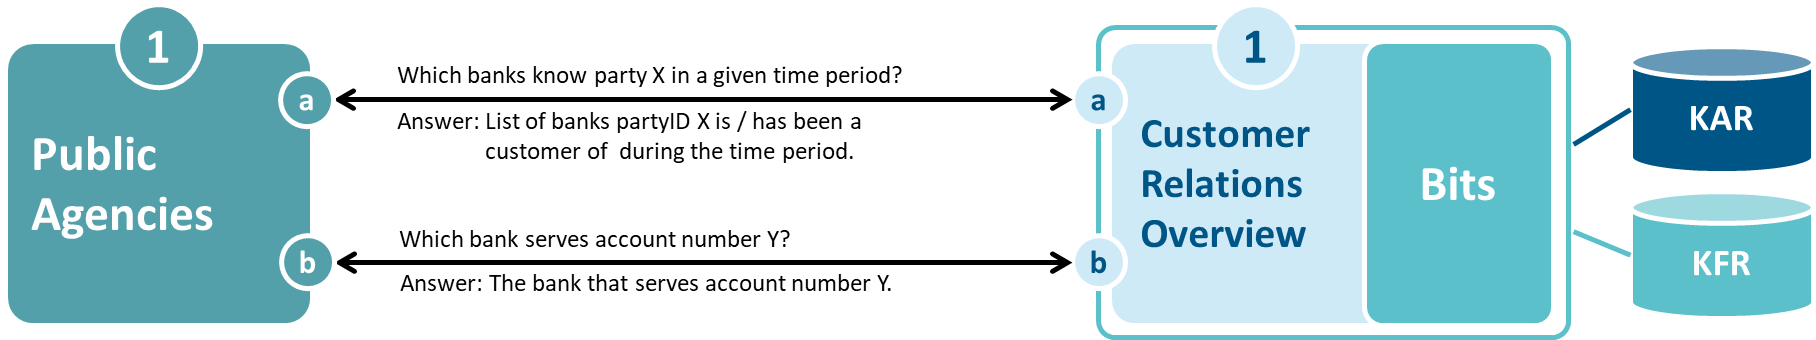 1
Public
Agencies
a
b
Which banks know party X in a given time period?
Answer: List of banks partyID X is / has been a
customer of  during the time period.
Which bank serves account number Y?
Answer: The bank that serves account number Y.
1
a
b
Customer
Relations
Overview
Bits
KAR
KFR